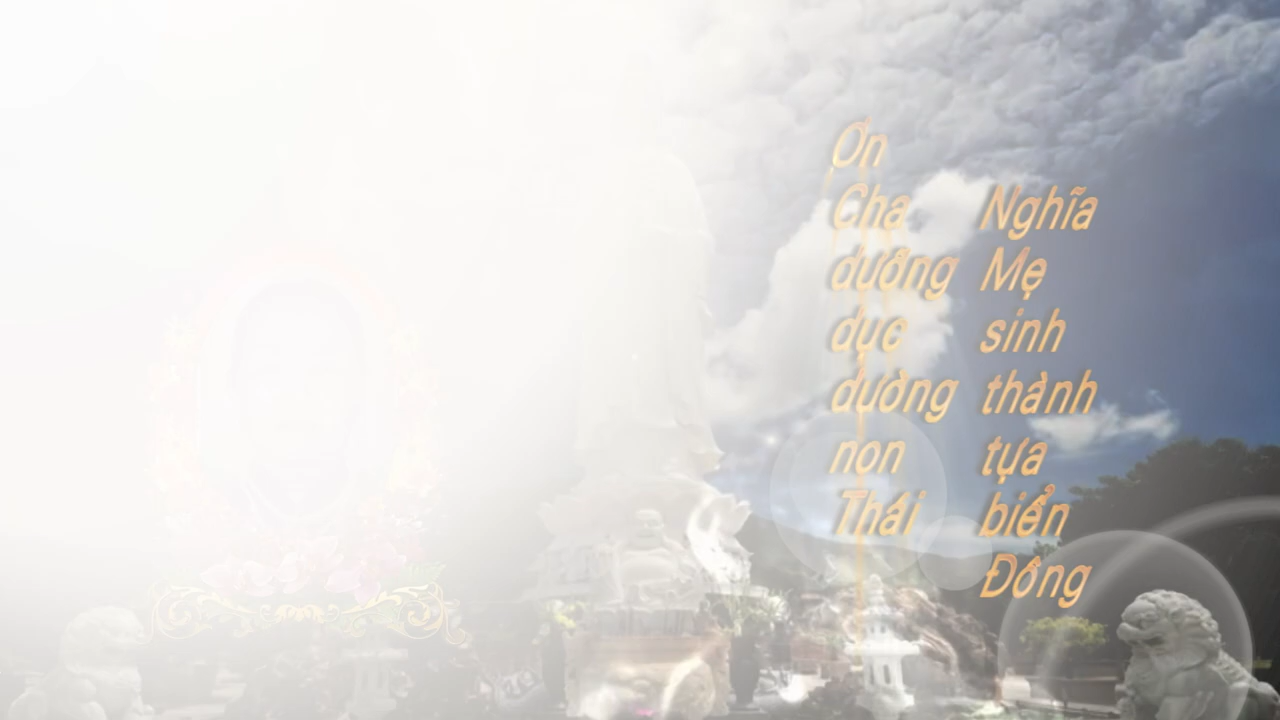 Ơn
Cha
dưỡng
dục
dường
non
Thái
Nghĩa
Mẹ
sinh
thành
tựa
biển
Đông